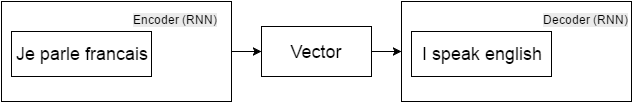 Encoder (RNN)
Je parle francais
Vector
Decoder (RNN)
I speak english